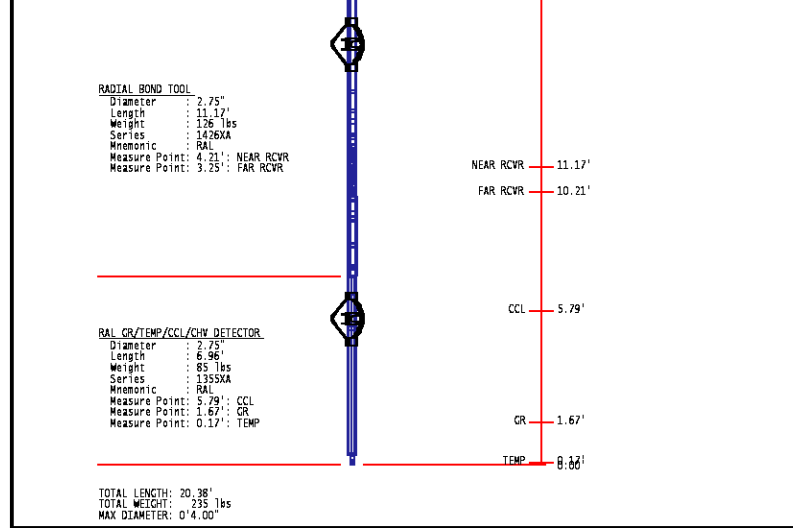 RADIAL BOND TOOL
Diameter : 2.75"
Length : 11.17'
Weight : 126 lbs
Series : 1426XA
Mnemonic : RAL
Measure Point: 4.21': NEAR RCVR
Measure Point: 3.25': FAR RCVR
NEAR RCVR 11.17'
FAR RCVR 10.21'
CCL 5.79'
RAL GR/TEMP/CCL/CHV DETECTOR
Diameter : 2.75"
Length : 6.96'
Weight : 85 lbs
Series : 1355XA
Mnemonic : RAL
Measure Point: 5.79': CCL
Measure Point: 1.67': GR
Measure Point: 0.17': TEMP
GR 1.67'
TEMP 0.17'
0.00'
TOTAL LENGTH: 20.38'
TOTAL WEIGHT: 235 lbs
MAX DIAMETER: 0'4.00"